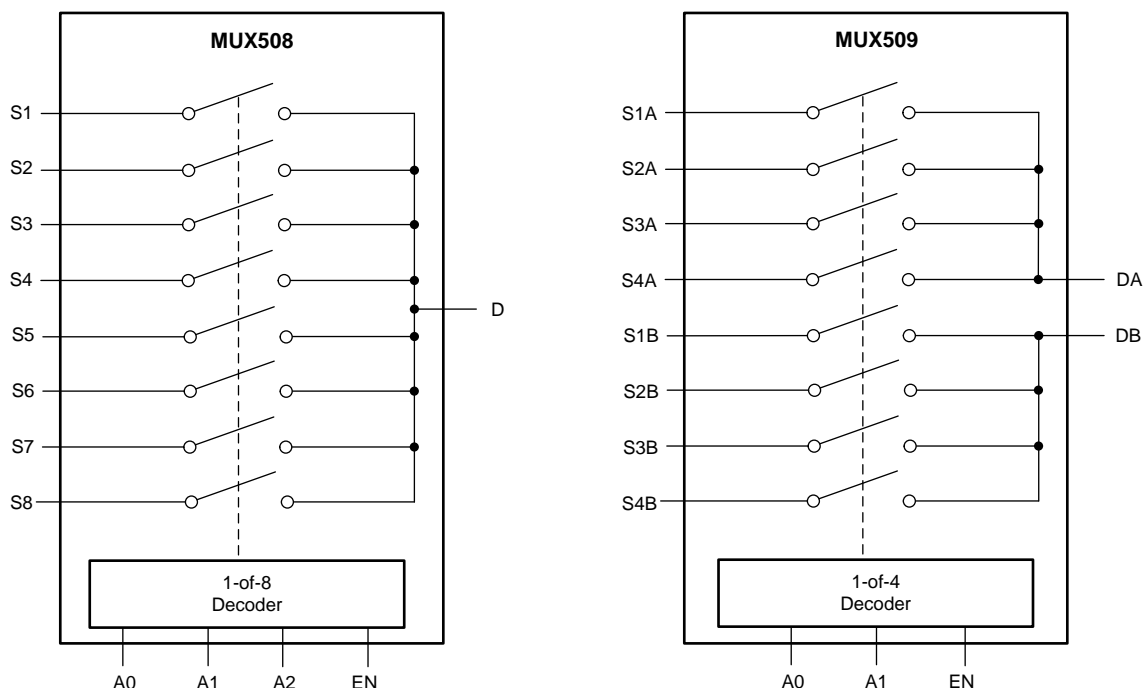 MUX508
S1
S2
S3
S4
S5
S6
S7
S8
D
1-of-8
Decoder
A0 A1 A2 EN
MUX509
S1A
S2A
S3A
S4A
S1B
S2B
S3B
S4B
DA
DB
1-of-4
Decoder
A0 A1 EN